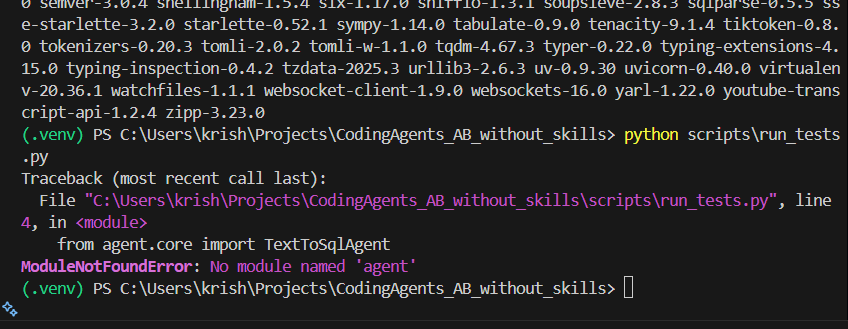 0 semver-3.0.4 shellingham-1.5.4 six-1.17.0 sniffio-1.3.1 soupsieve-2.8.3 sqlparse-0.5.5 ss
e-starlette-3.2.0 starlette-0.52.1 sympy-1.14.0 tabulate-0.9.0 tenacity-9.1.4 tiktoken-0.8.
0 tokenizers-0.20.3 tomli-2.0.2 tomli-w-1.1.0 tqdm-4.67.3 typer-0.22.0 typing-extensions-4.
15.0 typing-inspection-0.4.2 tzdata-2025.3 urllib3-2.6.3 uv-0.9.30 uvicorn-0.40.0 virtualen
v-20.36.1 watchfiles-1.1.1 websocket-client-1.9.0 websockets-16.0 yarl-1.22.0 youtube-trans
cript-api-1.2.4 zipp-3.23.0
(.venv) PS C:\Users\krish\Projects\CodingAgents_AB_without_skills> python scripts\run_tests
.py
Traceback (most recent call last):
  File "C:\Users\krish\Projects\CodingAgents_AB_without_skills\scripts\run_tests.py", line
4, in <module>
    from agent.core import TextToSqlAgent
ModuleNotFoundError: No module named 'agent'
(.venv) PS C:\Users\krish\Projects\CodingAgents_AB_without_skills>